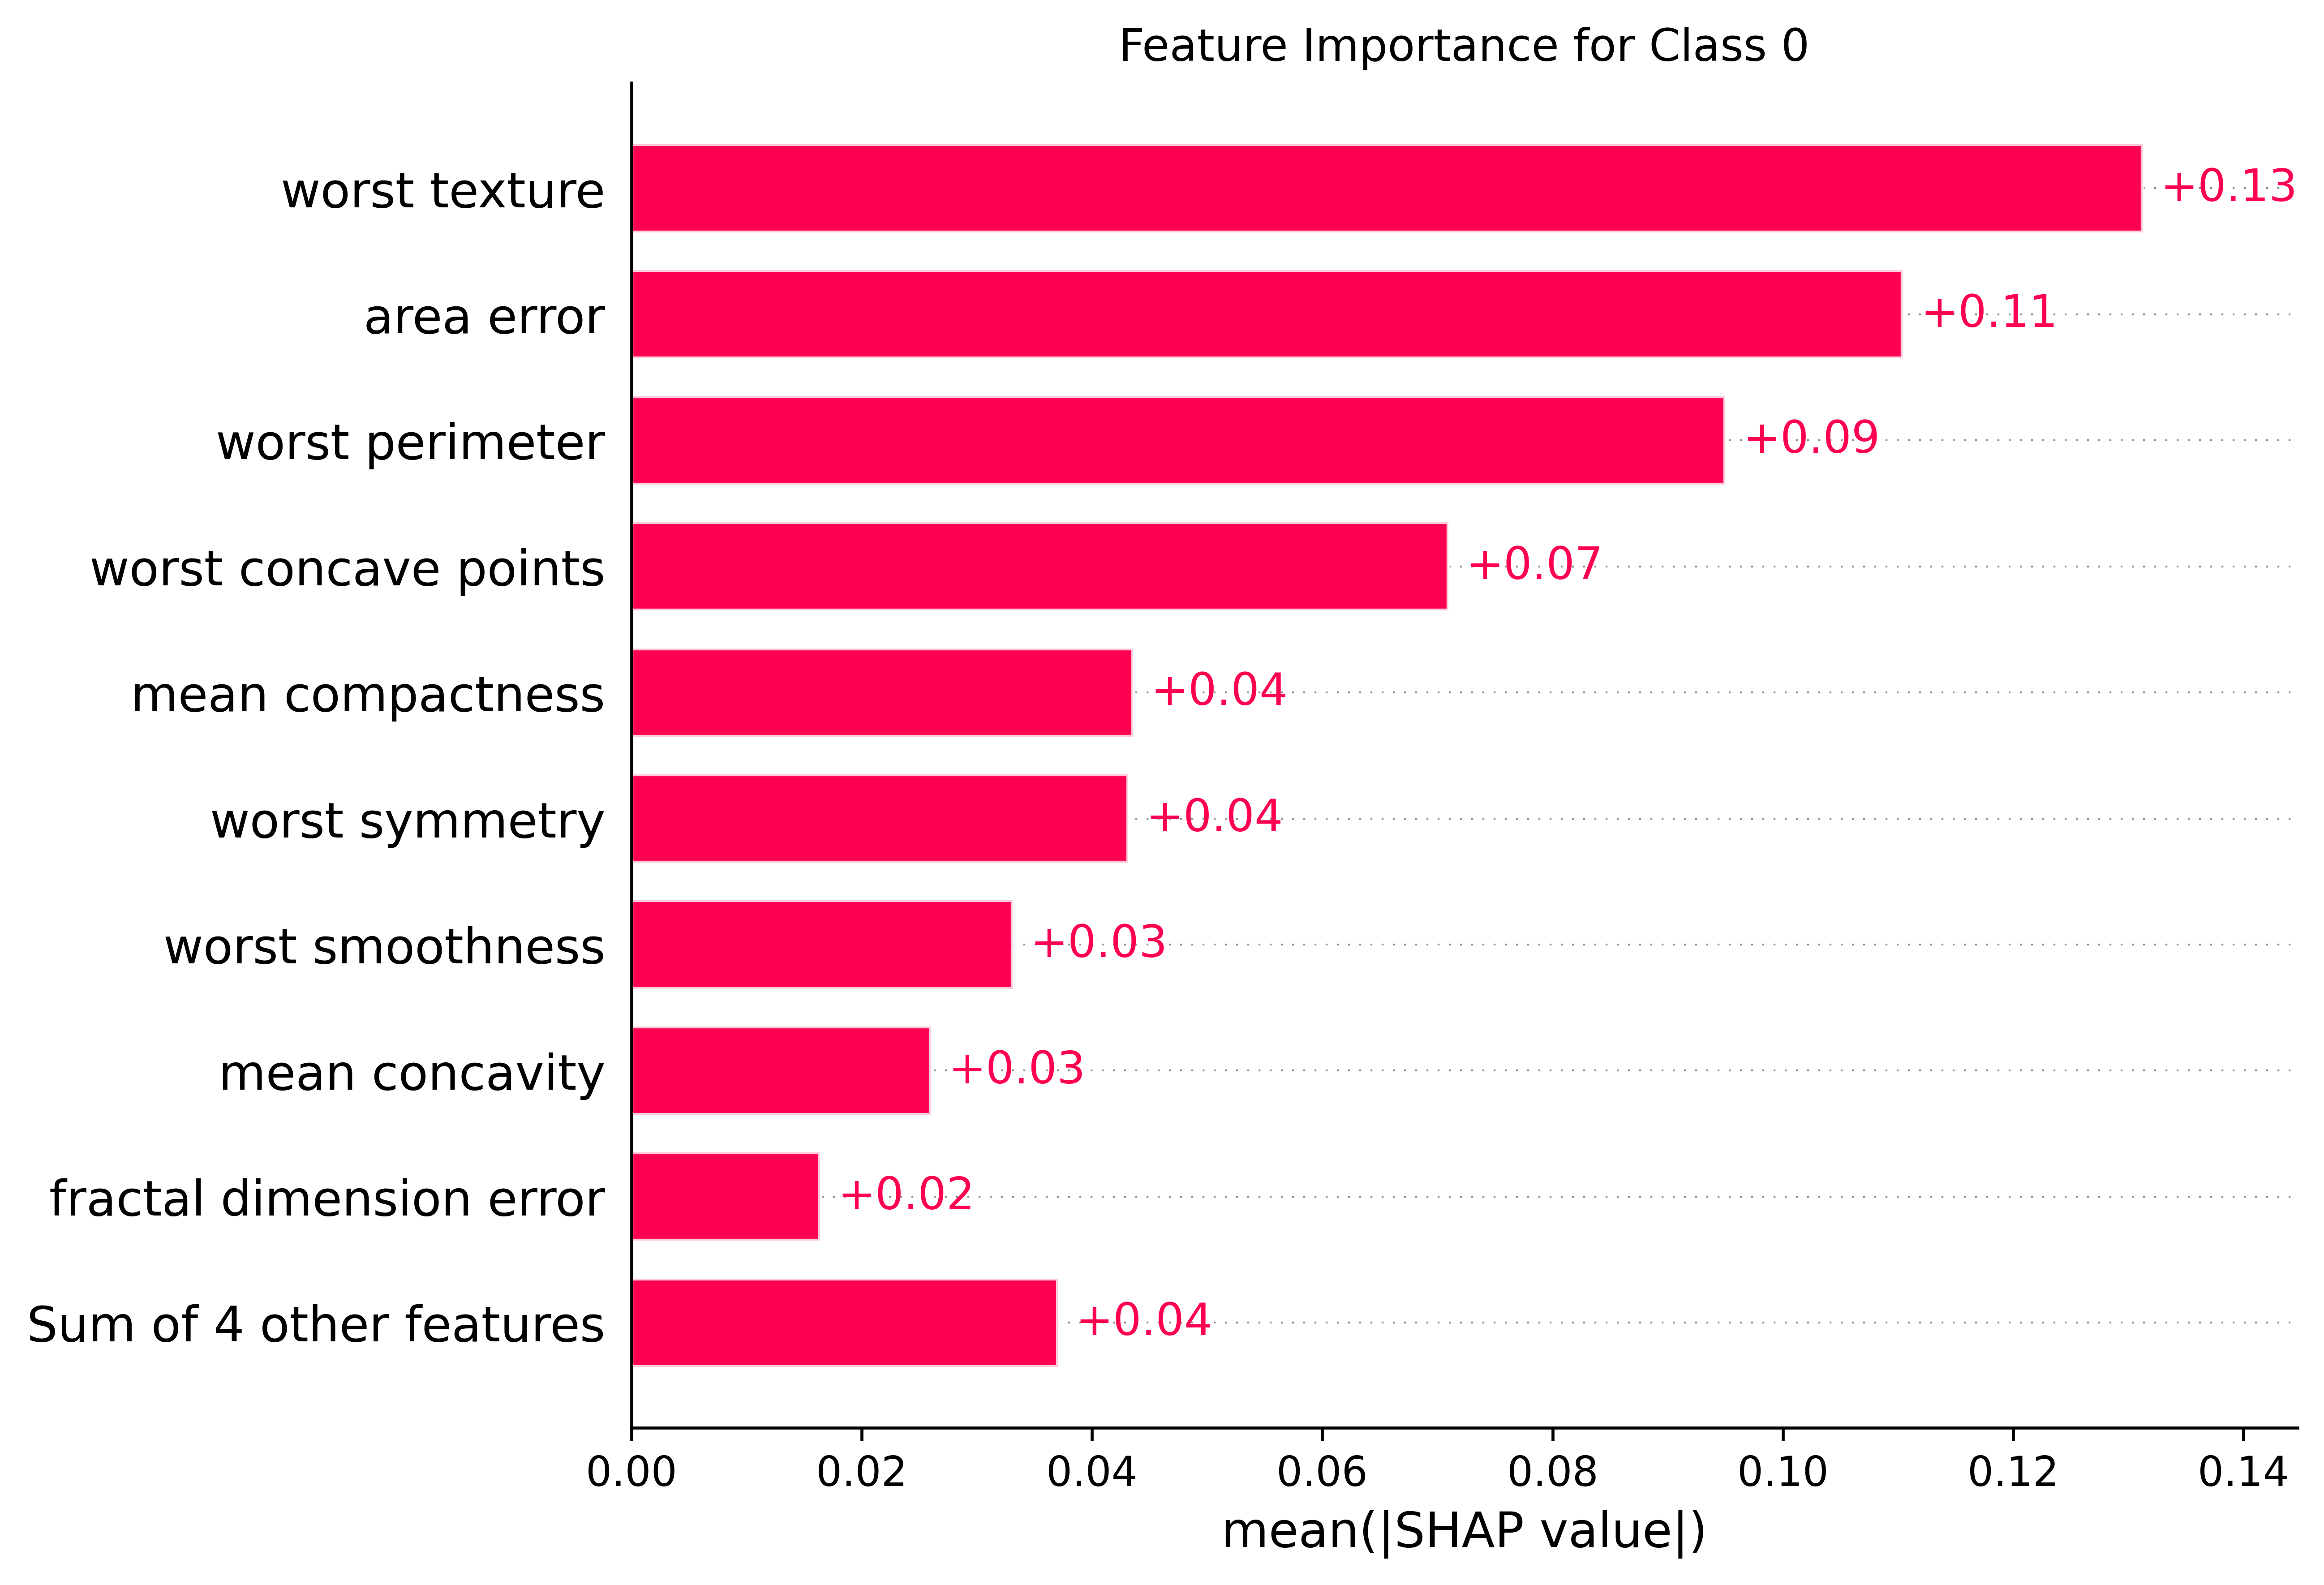 Feature Importance for Class 0
worst texture +0.13
area error +0.11
worst perimeter +0.09
worst concave points +0.07
mean compactness +0.04
worst symmetry +0.04
worst smoothness +0.03
mean concavity +0.03
fractal dimension error +0.02
Sum of 4 other features +0.04
0.00 0.02 0.04 0.06 0.08 0.10 0.12 0.14
mean(|SHAP value|)